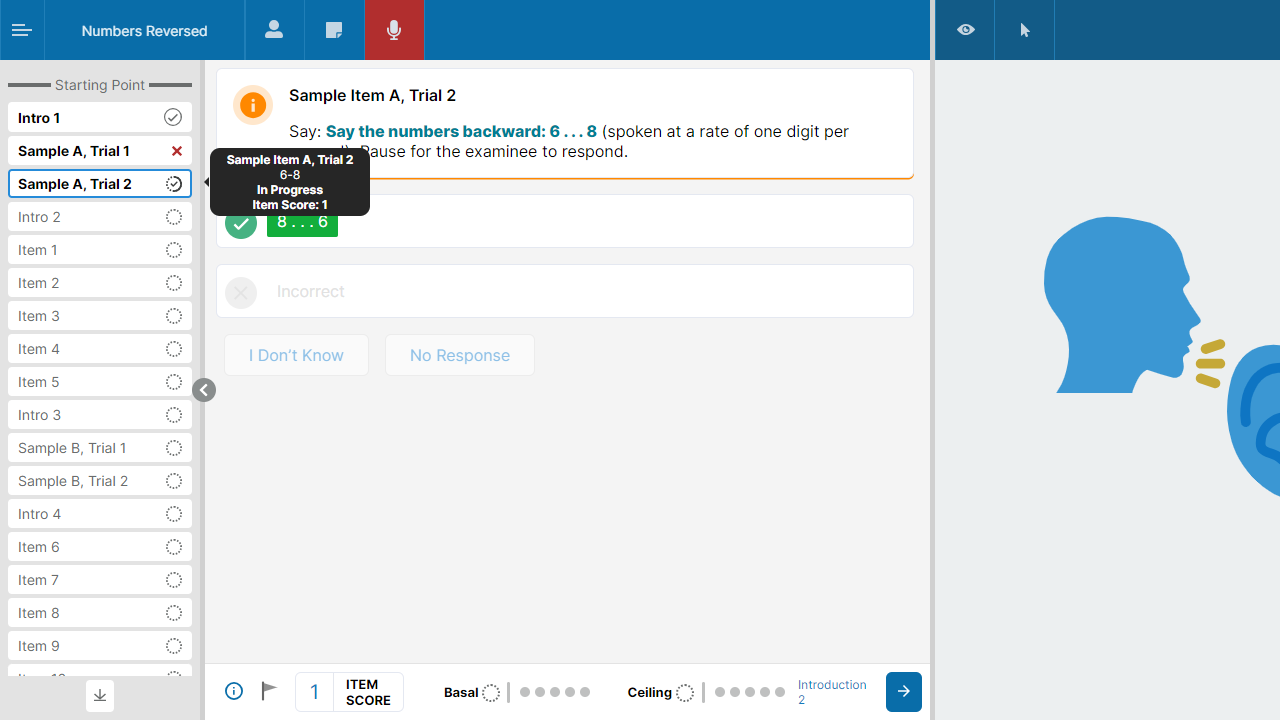 Numbers Reversed
Starting Point
Intro 1
Sample A, Trial 1
Sample A, Trial 2
Intro 2
Item 1
Item 2
Item 3
Item 4
Item 5
Intro 3
Sample B, Trial 1
Sample B, Trial 2
Intro 4
Item 6
Item 7
Item 8
Item 9
Sample Item A, Trial 2
6-8
In Progress
Item Score: 1
Sample Item A, Trial 2
Say: Say the numbers backward: 6 . . . 8 (spoken at a rate of one digit per
Pause for the examinee to respond.
8 . . . 6
Incorrect
I Don’t Know
No Response
1
ITEM
SCORE
Basal
Ceiling
Introduction
2